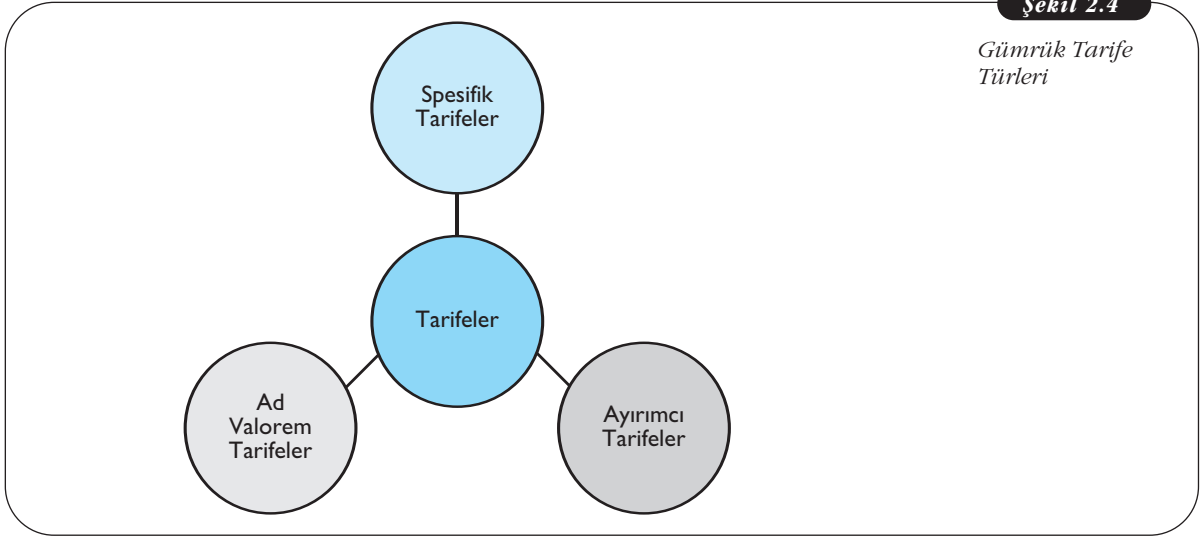 Şekil 2.4
Gümrük Tarife
Türleri
Spesifik
Tarifeler
Tarifeler
Ad
Valorem
Tarifeler
Ayırımcı
Tarifeler